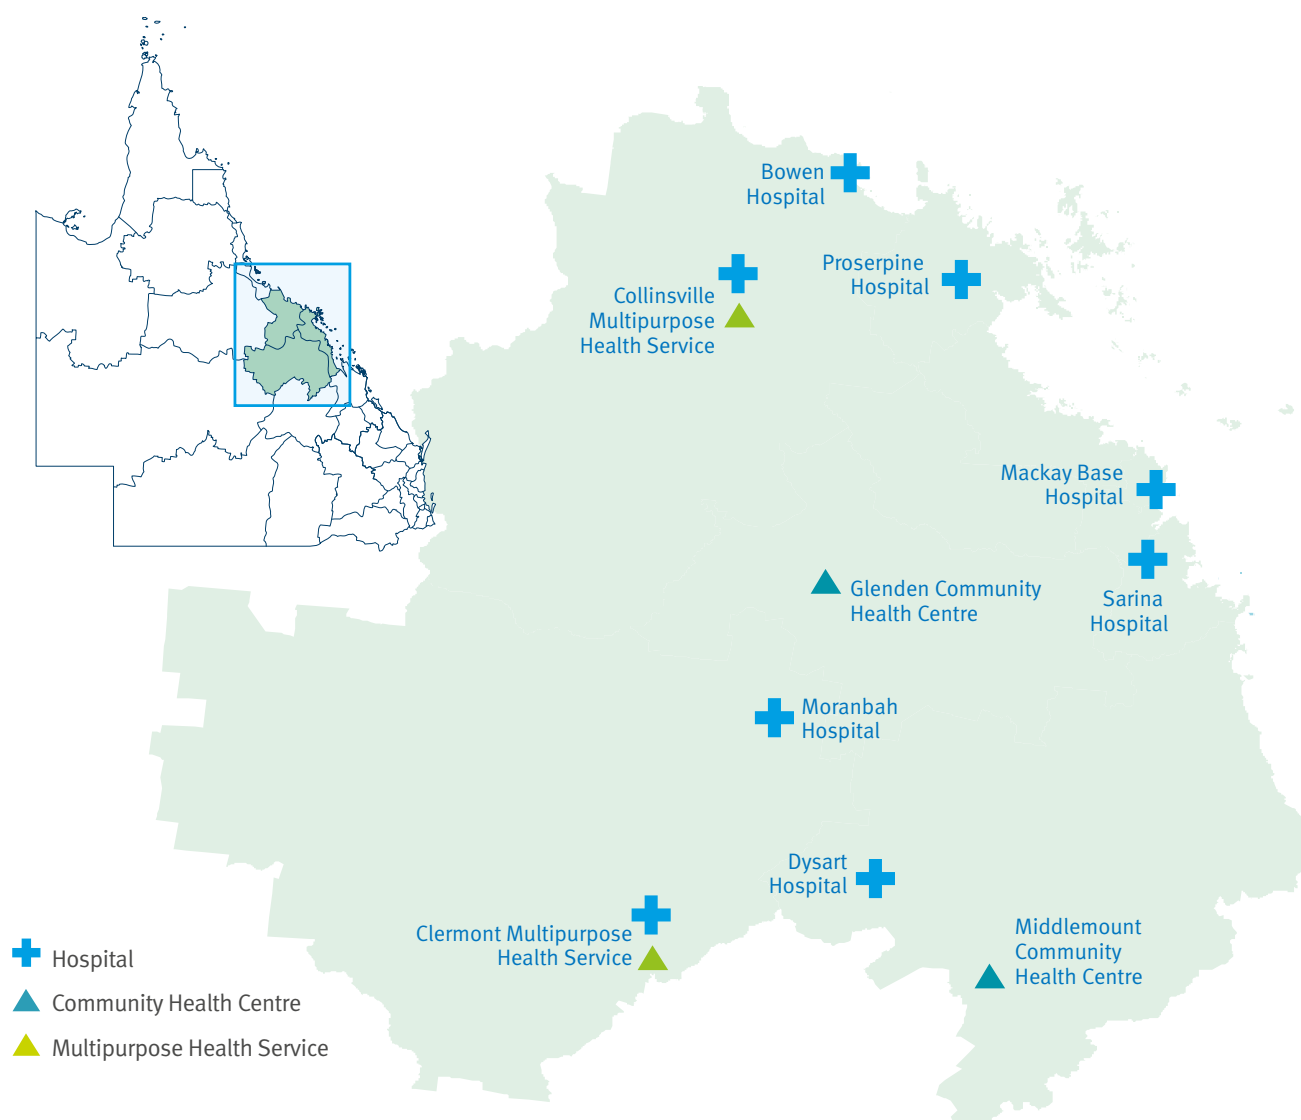 Bowen
Hospital
Proserpine
Hospital
Collinsville
Multipurpose
Health Service
Mackay Base
Hospital
Glenden Community
Health Centre
Sarina
Hospital
Moranbah
Hospital
Dysart
Hospital
Clermont Multipurpose
Health Service
Middlemount
Community
Health Centre
Hospital
Community Health Centre
Multipurpose Health Service